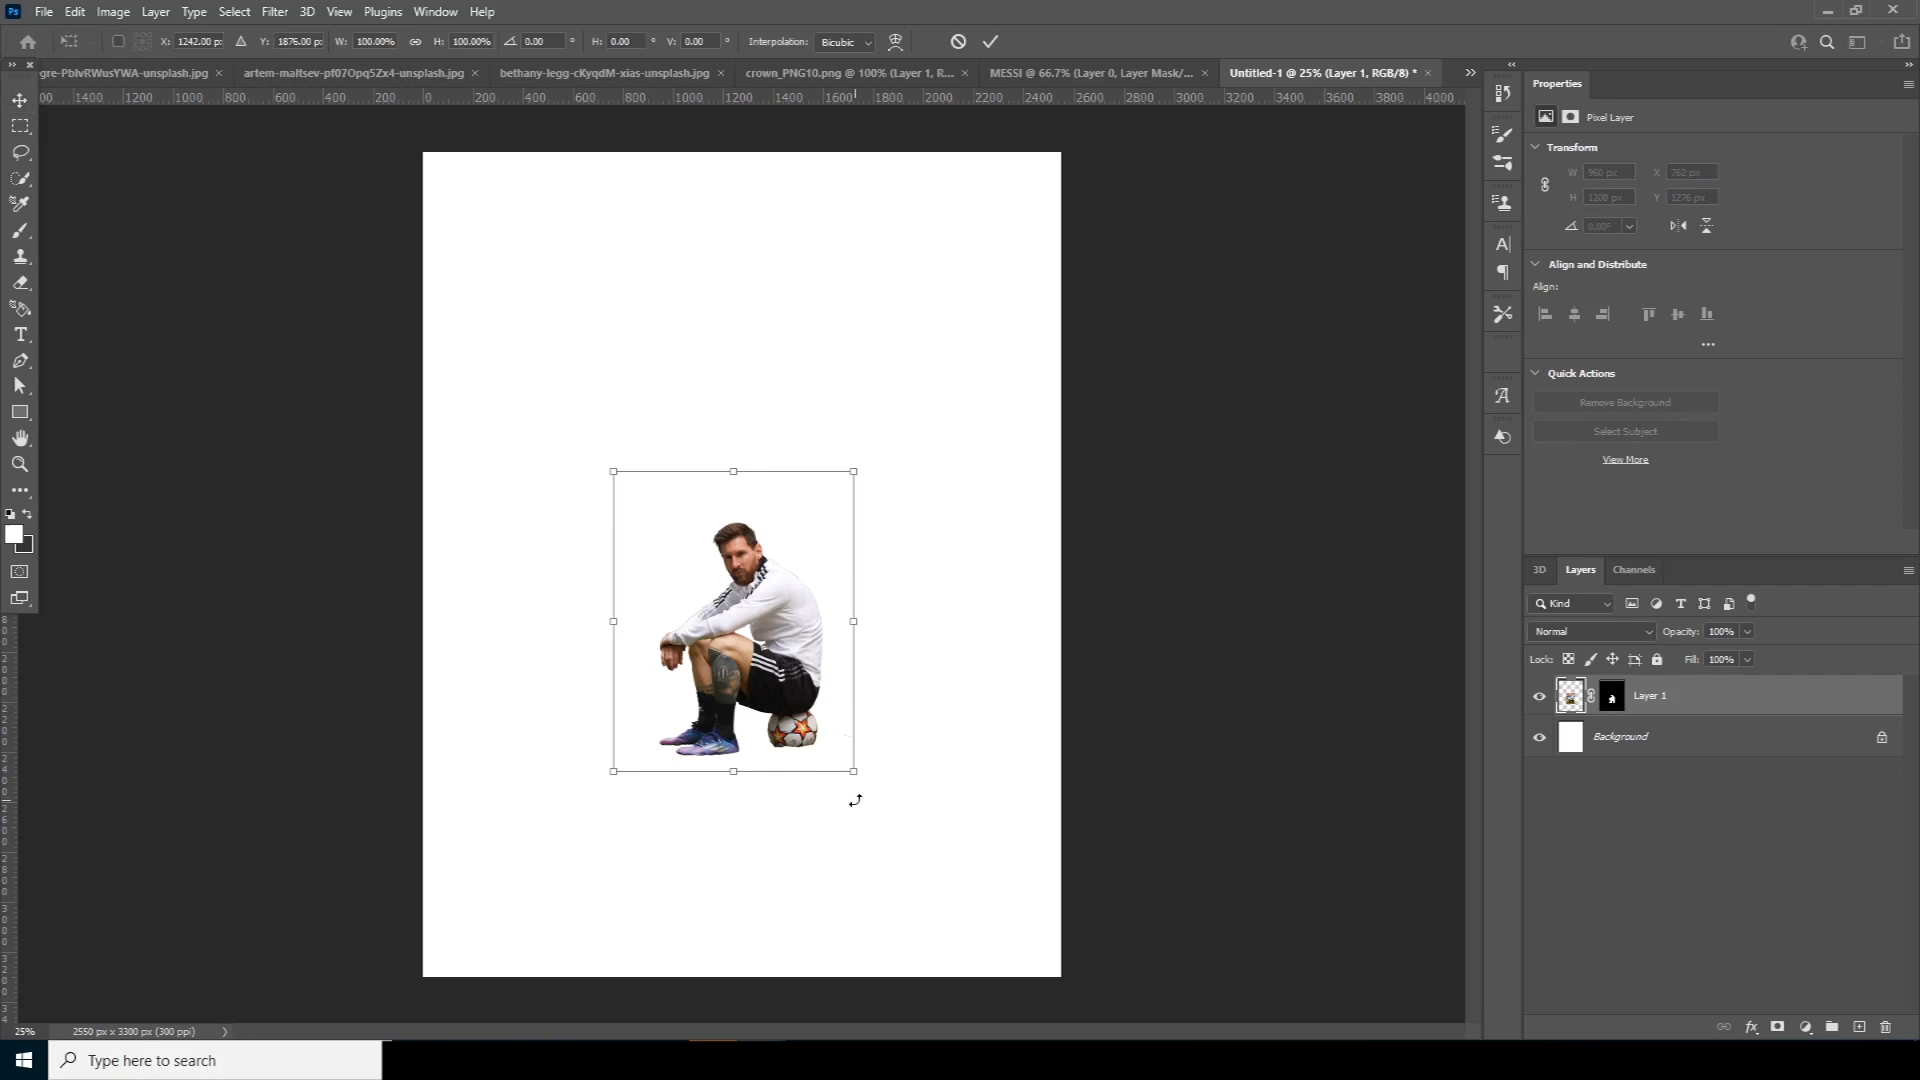 Ps File Edit Image Layer Type Select Filter 3D View Plugins Window Help
X: 1242.00 px Y: 1876.00 px W: 100.00% H: 100.00% 0.00 ° H: 0.00 ° V: 0.00 ° Interpolation: Bicubic
gre-PbIvRWusYWA-unsplash.jpg × artem-maltsev-pf07Opq5Zx4-unsplash.jpg × bethany-legg-cKyqdM-xias-unsplash.jpg × crown_PNG10.png @ 100% (Layer 1, R... × MESSI @ 66.7% (Layer 0, Layer Mask/... × Untitled-1 @ 25% (Layer 1, RGB/8) * ×
00 1400 1200 1000 800 600 400 200 0 200 400 600 800 1000 1200 1400 1600 1800 2000 2200 2400 2600 2800 3000 3200 3400 3600 3800 4000
Properties
Pixel Layer
Transform
W 960 px X 762 px
H 1208 px Y 1276 px
0.00°
Align and Distribute
Align:
Quick Actions
Remove Background
Select Subject
View More
3D Layers Channels
Kind
Normal Opacity: 100%
Lock: Fill: 100%
Layer 1
Background
25% 2550 px x 3300 px (300 ppi)
Type here to search